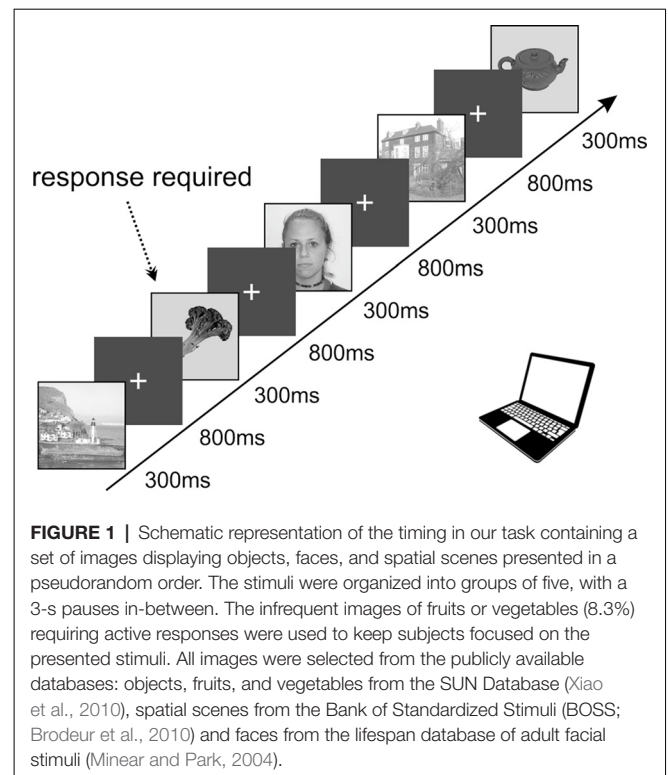 response required
300ms
800ms
300ms
800ms
300ms
800ms
300ms
800ms
300ms
FIGURE 1 | Schematic representation of the timing in our task containing a
set of images displaying objects, faces, and spatial scenes presented in a
pseudorandom order. The stimuli were organized into groups of five, with a
3-s pauses in-between. The infrequent images of fruits or vegetables (8.3%)
requiring active responses were used to keep subjects focused on the
presented stimuli. All images were selected from the publicly available
databases: objects, fruits, and vegetables from the SUN Database (Xiao
et al., 2010), spatial scenes from the Bank of Standardized Stimuli (BOSS;
Brodeur et al., 2010) and faces from the lifespan database of adult facial
stimuli (Minear and Park, 2004).